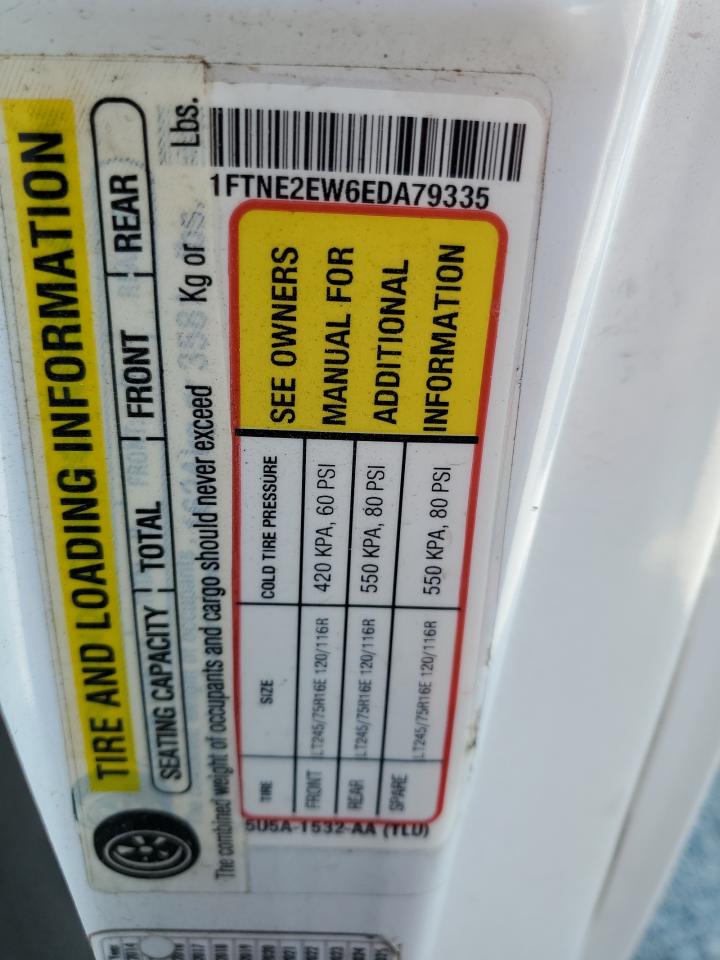 TIRE AND LOADING INFORMATION
SEATING CAPACITY TOTAL FRONT REAR
The combined weight of occupants and cargo should never exceed Kg or Lbs.
1FTNE2EW6EDA79335
TIRE SIZE COLD TIRE PRESSURE
FRONT LT245/75R16E 120/116R 420 KPA, 60 PSI
REAR LT245/75R16E 120/116R 550 KPA, 80 PSI
SPARE LT245/75R16E 120/116R 550 KPA, 80 PSI
SEE OWNERS
MANUAL FOR
ADDITIONAL
INFORMATION
5U5A-1532-AA (TLU)